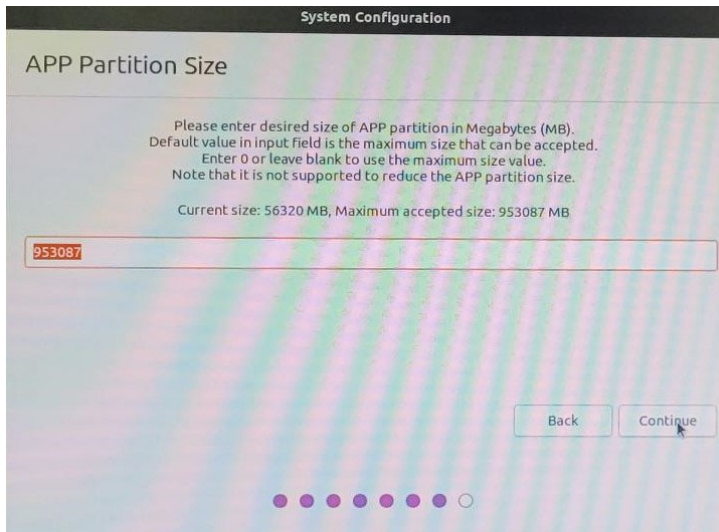 System Configuration
APP Partition Size
Please enter desired size of APP partition in Megabytes (MB).
Default value in input field is the maximum size that can be accepted.
Enter 0 or leave blank to use the maximum size value.
Note that it is not supported to reduce the APP partition size.
Current size: 56320 MB, Maximum accepted size: 953087 MB
953087
Back
Continue